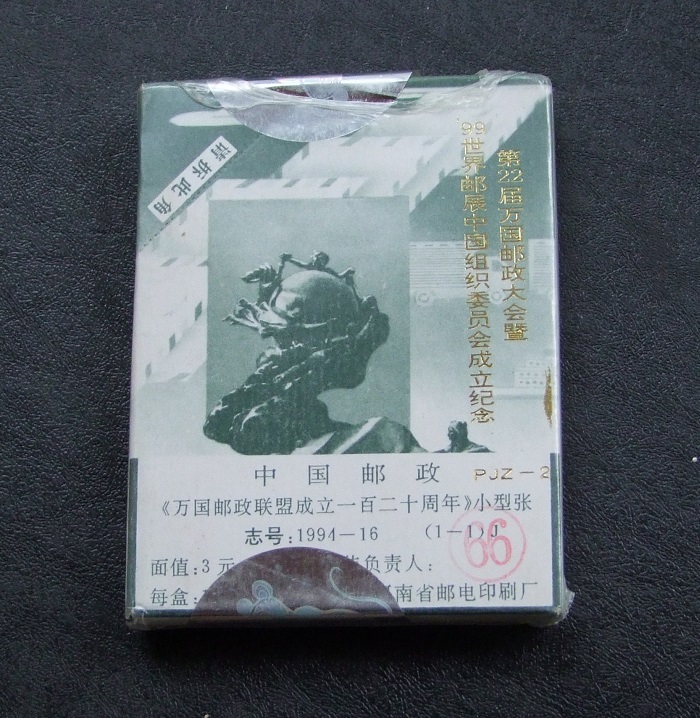 请拆此角
第22届万国邮政大会暨
99世界邮展中国组织委员会成立纪念
PJZ-2
中国邮政
《万国邮政联盟成立一百二十周年》小型张
志号:1994-16 (1-1)J
66
面值:3元 负责人:
每盒: 南省邮电印刷厂